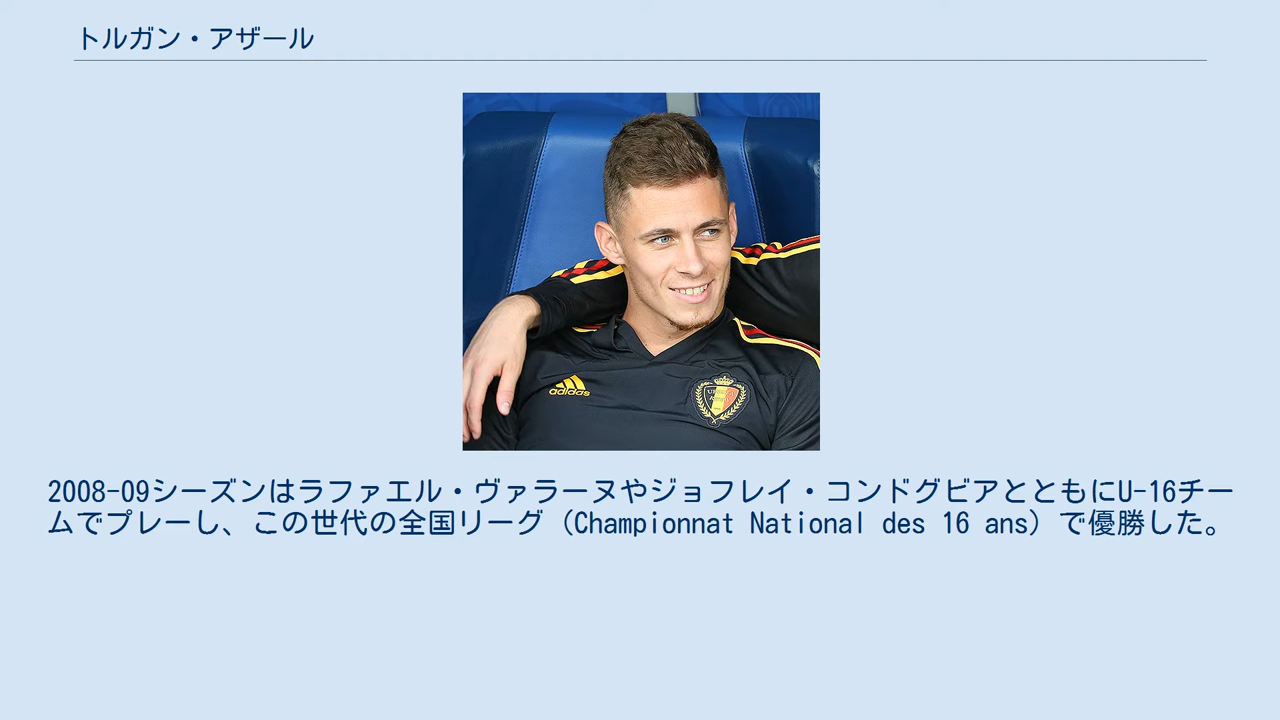 トルガン・アザール
adidas
2008-09シーズンはラファエル・ヴァラーヌやジョフレイ・コンドグビアとともにU-16チー
ムでプレーし、この世代の全国リーグ（Championnat National des 16 ans）で優勝した。